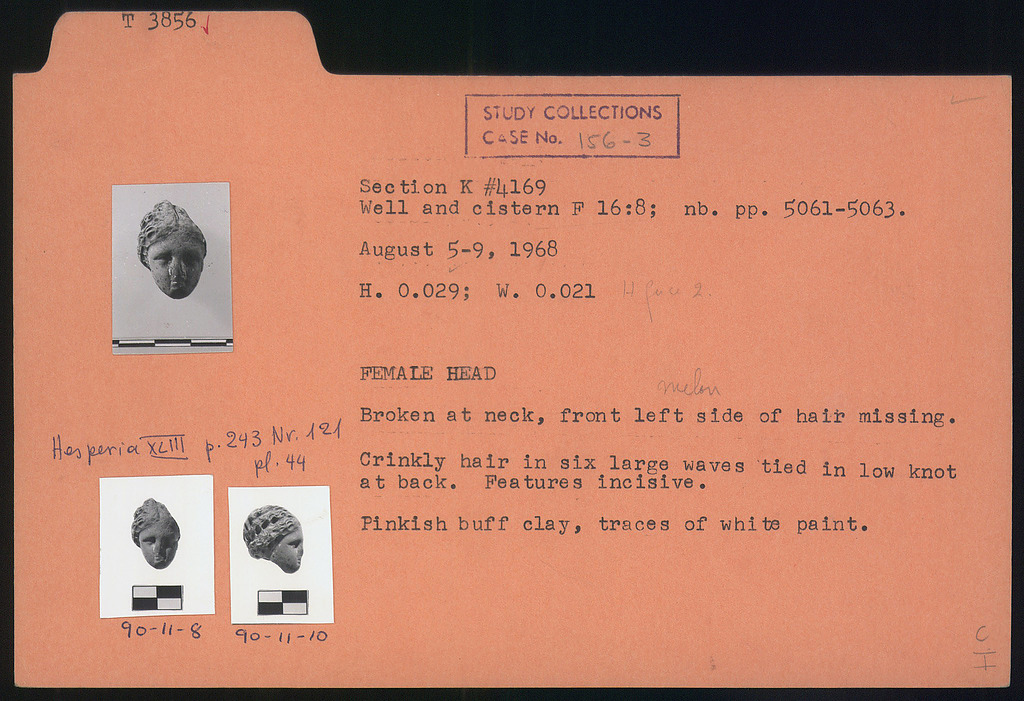 T 3856 ✓
STUDY COLLECTIONS
CASE No. 156-3
Section K #4169
Well and cistern F 16:8; nb. pp. 5061-5063.
August 5-9, 1968
H. 0.029; W. 0.021 H face 2.
FEMALE HEAD
melon
Broken at neck, front left side of hair missing.
Crinkly hair in six large waves tied in low knot
at back. Features incisive.
Pinkish buff clay, traces of white paint.
Hesperia XLIII p. 243 Nr. 121
pl. 44
90-11-8
90-11-10
C
I